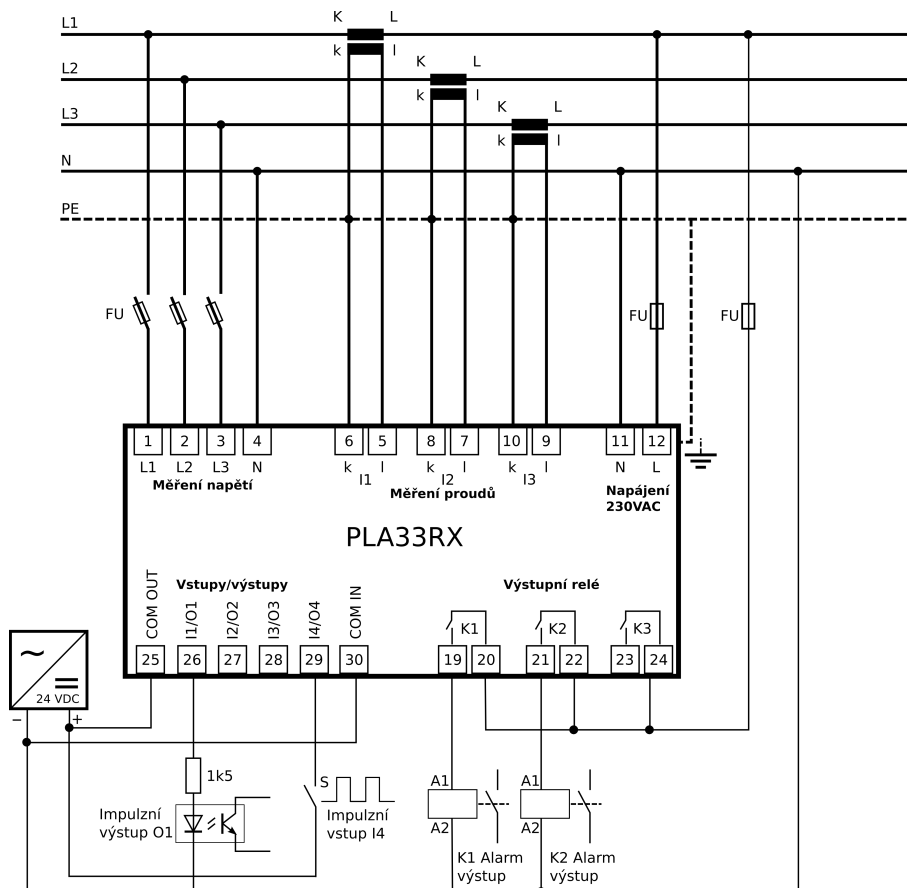 K L
L1
k l
K L
L2
k l
K L
L3
k l
N
PE
FU
FU
FU
1 2 3 4 6 5 8 7 10 9 11 12
L1 L2 L3 N k l k l k l N L
I1 I2 I3
Měření napětí
Měření proudů
Napájení
230VAC
PLA33RX
Vstupy/výstupy
Výstupní relé
COM OUT
I1/O1
I2/O2
I3/O3
I4/O4
COM IN
K1 K2 K3
25 26 27 28 29 30 19 20 21 22 23 24
~
24 VDC
− +
1k5
S
A1 A1
Impulzní
výstup O1
Impulzní
vstup I4
A2 A2
K1 Alarm
výstup
K2 Alarm
výstup